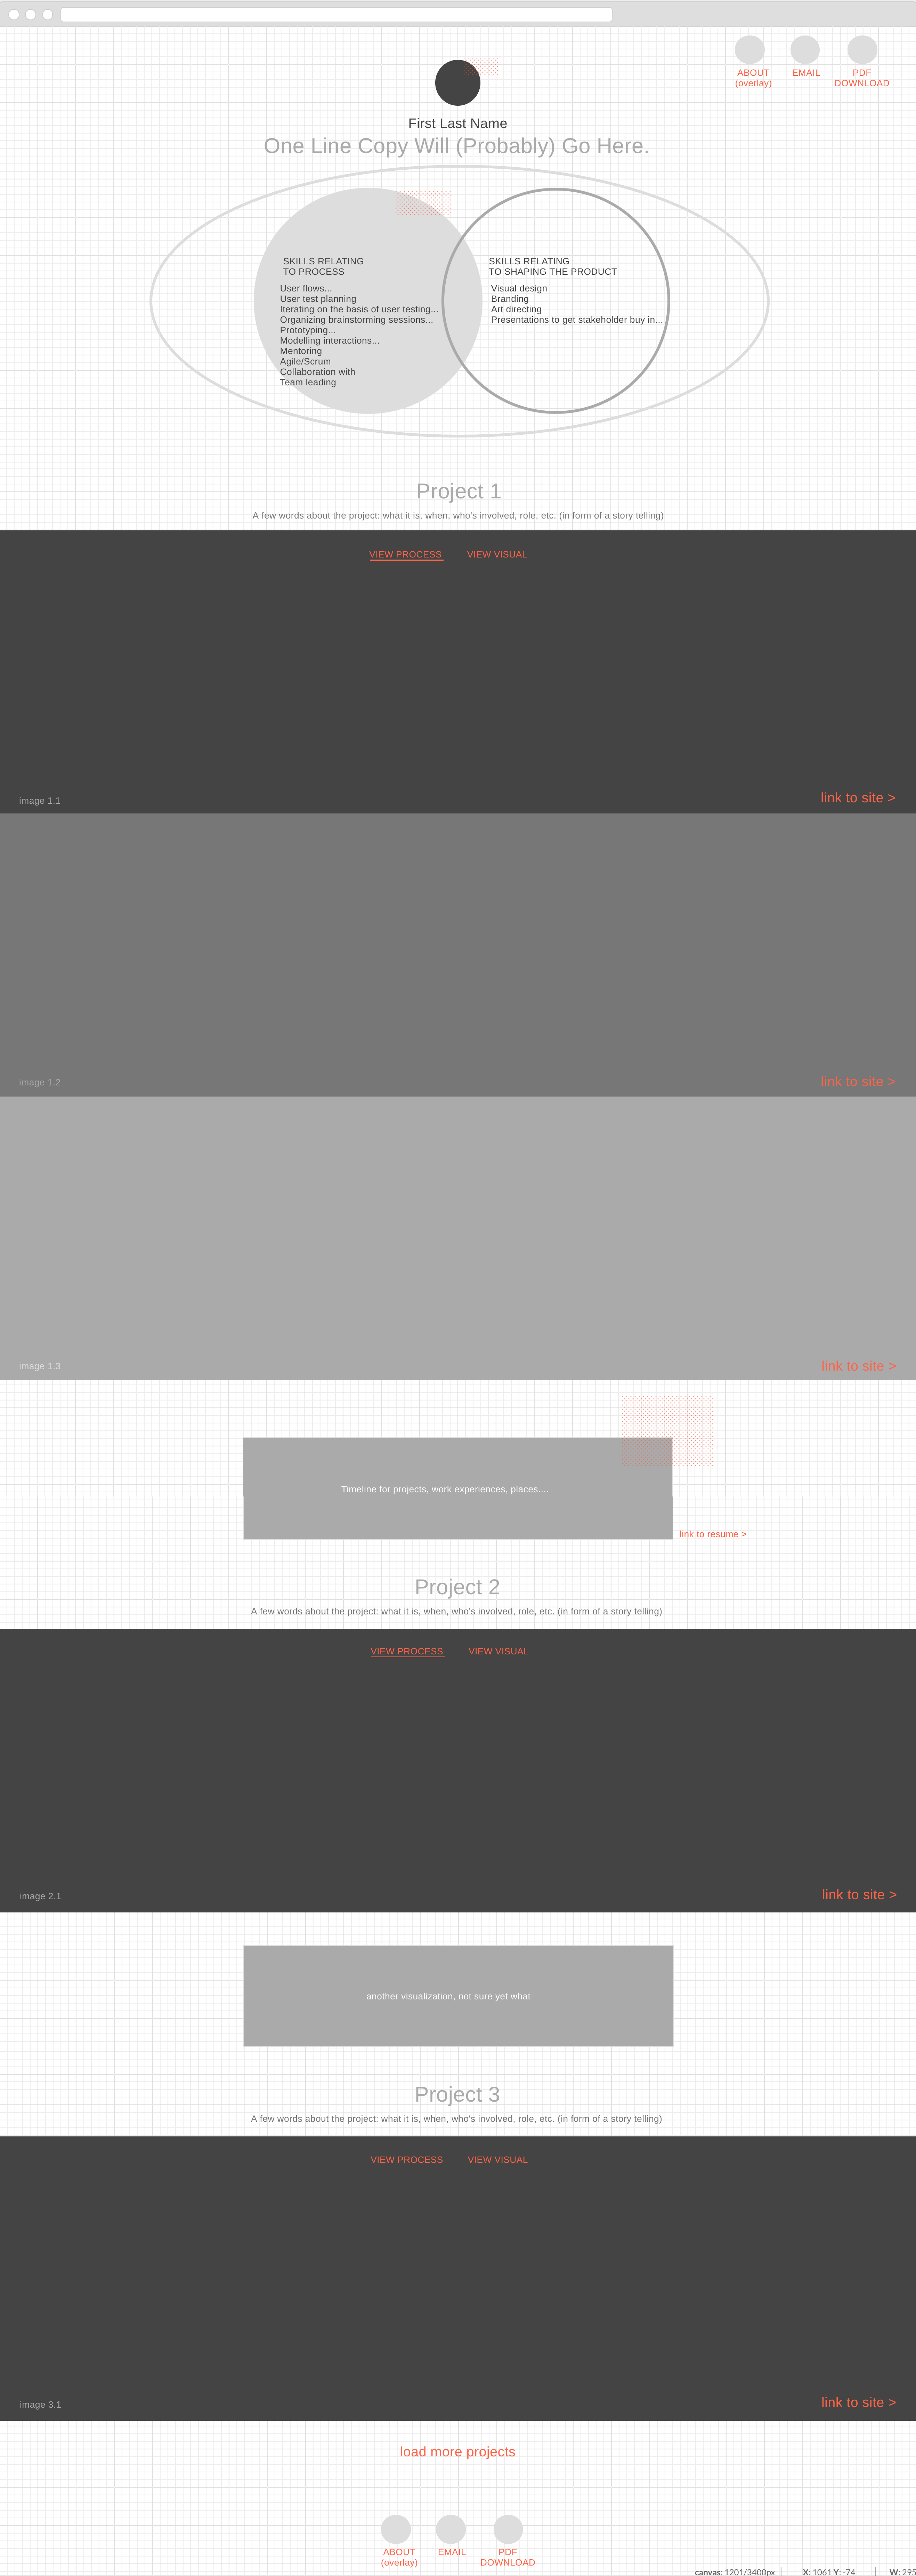 ABOUT
(overlay)
EMAIL
PDF
DOWNLOAD
First Last Name
One Line Copy Will (Probably) Go Here.
SKILLS RELATING
TO PROCESS
User flows...
User test planning
Iterating on the basis of user testing...
Organizing brainstorming sessions...
Prototyping...
Modelling interactions...
Mentoring
Agile/Scrum
Collaboration with
Team leading
SKILLS RELATING
TO SHAPING THE PRODUCT
Visual design
Branding
Art directing
Presentations to get stakeholder buy in...
Project 1
A few words about the project: what it is, when, who's involved, role, etc. (in form of a story telling)
VIEW PROCESS VIEW VISUAL
image 1.1
link to site >
image 1.2
link to site >
image 1.3
link to site >
Timeline for projects, work experiences, places....
link to resume >
Project 2
A few words about the project: what it is, when, who's involved, role, etc. (in form of a story telling)
VIEW PROCESS VIEW VISUAL
image 2.1
link to site >
another visualization, not sure yet what
Project 3
A few words about the project: what it is, when, who's involved, role, etc. (in form of a story telling)
VIEW PROCESS VIEW VISUAL
image 3.1
link to site >
load more projects
ABOUT
(overlay)
EMAIL
PDF
DOWNLOAD
canvas: 1201/3400px X: 1061 Y: -74 W: 295